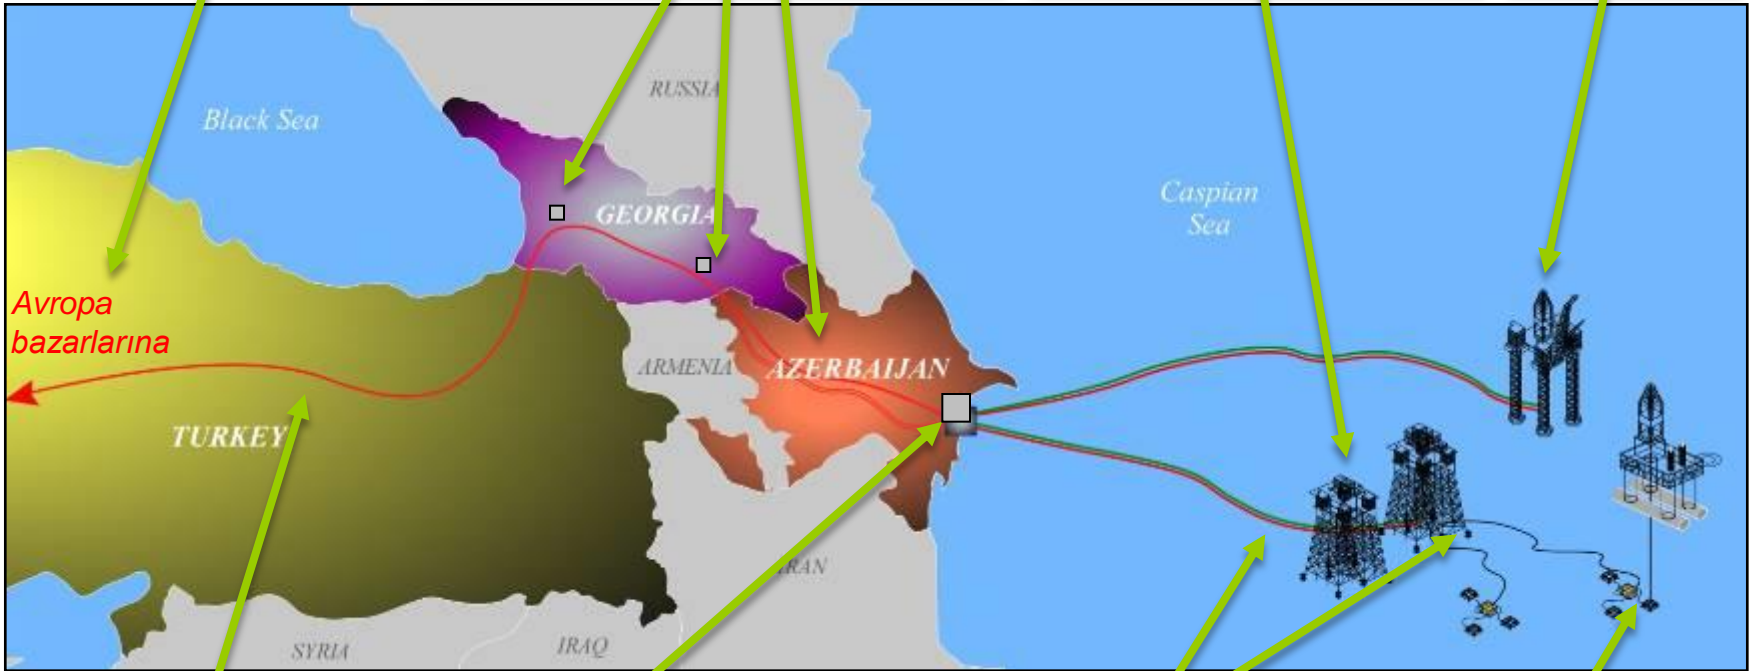 RUSSIA
Black Sea
Caspian
Sea
GEORGIA
Avropa
bazarlarına
ARMENIA
AZERBAIJAN
TURKEY
IRAN
SYRIA
IRAQ